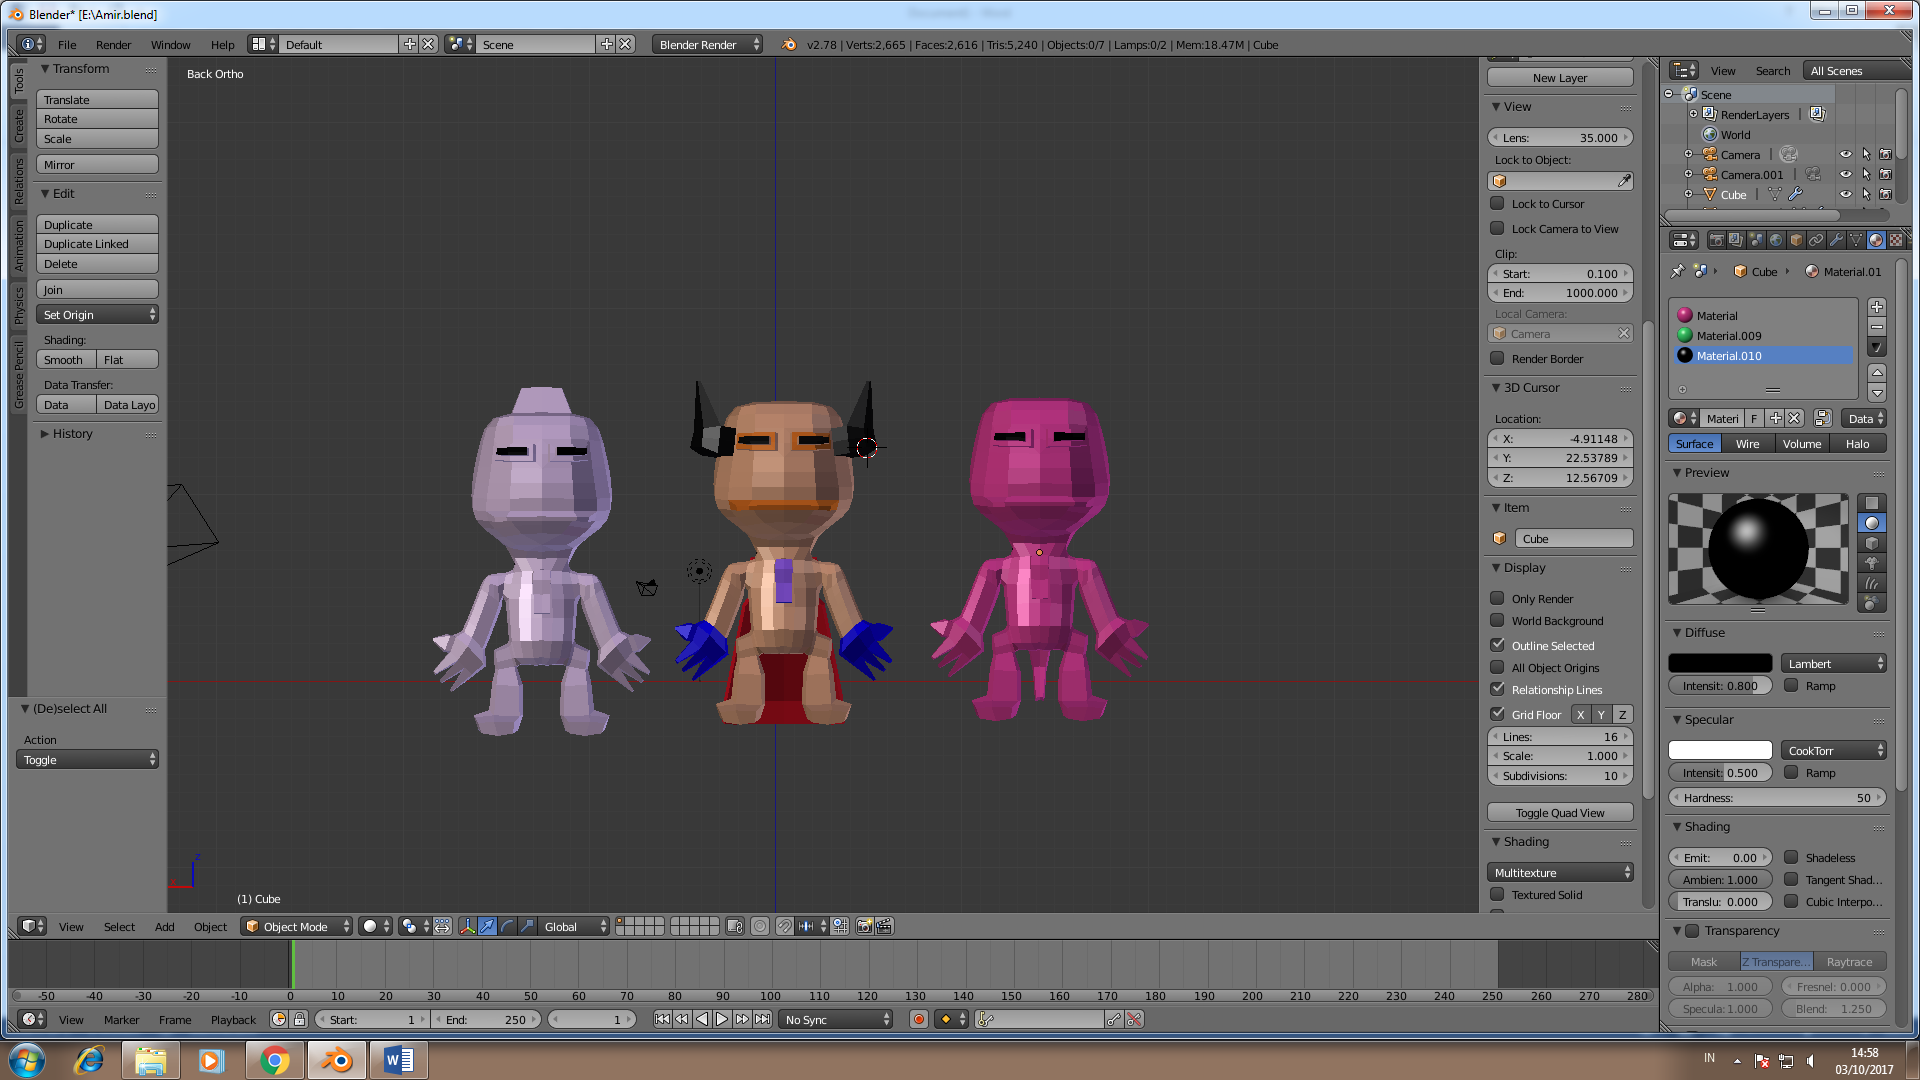 Blender* [E:\Amir.blend]
File Render Window Help Default Scene Blender Render v2.78 | Verts:2,665 | Faces:2,616 | Tris:5,240 | Objects:0/7 | Lamps:0/2 | Mem:18.47M | Cube
Tools
Create
Relations
Animation
Physics
Grease Pencil
Transform
Translate
Rotate
Scale
Mirror
Edit
Duplicate
Duplicate Linked
Delete
Join
Set Origin
Shading:
Smooth Flat
Data Transfer:
Data Data Layo
History
(De)select All
Action
Toggle
Back Ortho
z
(1) Cube
New Layer
View
Lens: 35.000
Lock to Object:
Lock to Cursor
Lock Camera to View
Clip:
Start: 0.100
End: 1000.000
Local Camera:
Camera
Render Border
3D Cursor
Location:
X: -4.91148
Y: 22.53789
Z: 12.56709
Item
Cube
Display
Only Render
World Background
Outline Selected
All Object Origins
Relationship Lines
Grid Floor X Y Z
Lines: 16
Scale: 1.000
Subdivisions: 10
Toggle Quad View
Shading
Multitexture
Textured Solid
View Search All Scenes
Scene
RenderLayers |
World
Camera |
Camera.001 |
Cube |
Cube Material.01
Material
Material.009
Material.010
Materi F Data
Surface Wire Volume Halo
Preview
Diffuse
Lambert
Intensit: 0.800 Ramp
Specular
CookTorr
Intensit: 0.500 Ramp
Hardness: 50
Shading
Emit: 0.00 Shadeless
Ambien: 1.000 Tangent Shad...
Translu: 0.000 Cubic Interpo...
Transparency
Mask Z Transpare... Raytrace
Alpha: 1.000 Fresnel: 0.000
Specula: 1.000 Blend: 1.250
View Select Add Object Object Mode Global
-50 -40 -30 -20 -10 0 10 20 30 40 50 60 70 80 90 100 110 120 130 140 150 160 170 180 190 200 210 220 230 240 250 260 270 280
View Marker Frame Playback Start: 1 End: 250 1 No Sync
IN 14:58
03/10/2017